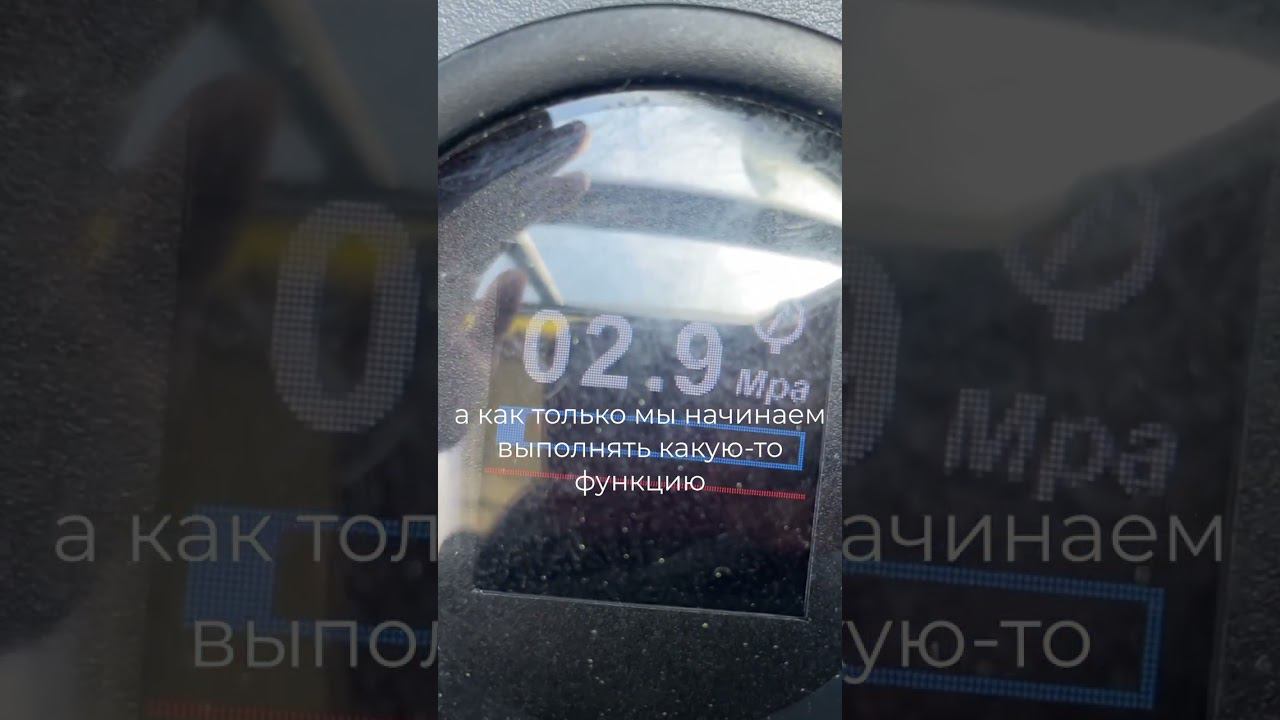 02.9 Mpa
а как только мы начинаем
выполнять какую-то
функцию